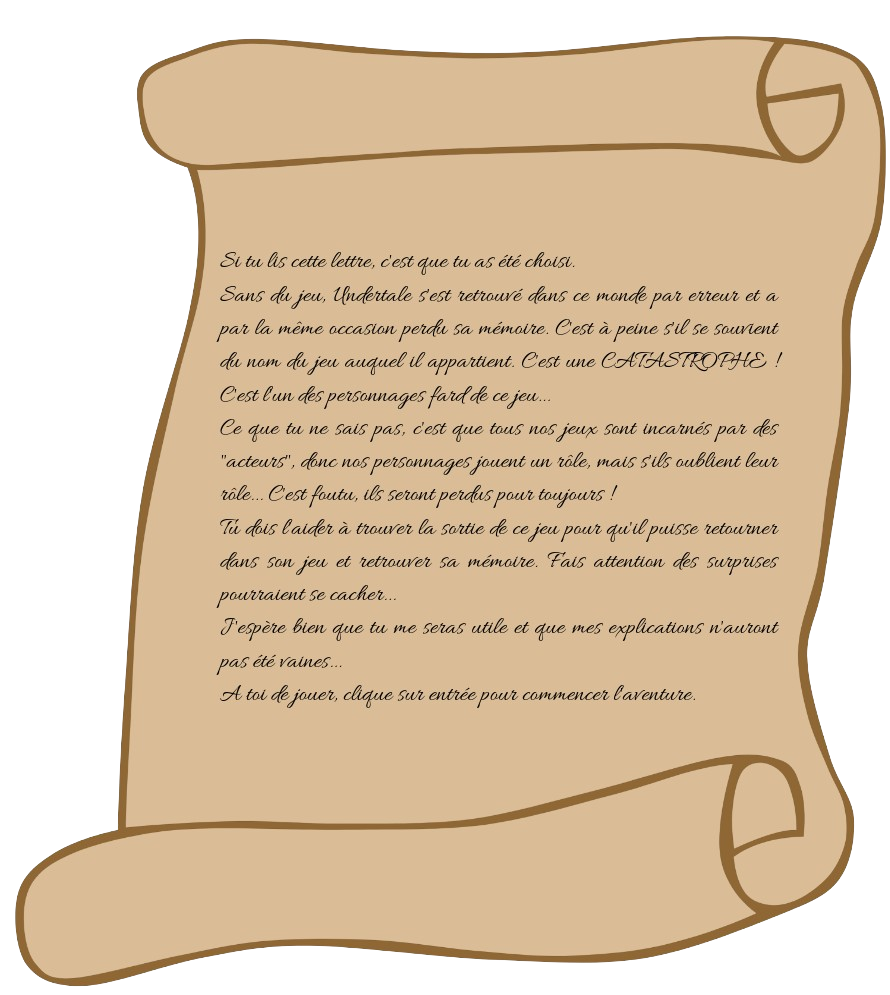 Si tu lis cette lettre, c'est que tu as été choisi.
Sans du jeu, Undertale s'est retrouvé dans ce monde par erreur et a
par la même occasion perdu sa mémoire. C'est à peine s'il se souvient
du nom du jeu auquel il appartient. C'est une CATASTROPHE !
C'est l'un des personnages fard de ce jeu...
Ce que tu ne sais pas, c'est que tous nos jeux sont incarnés par des
"acteurs", donc nos personnages jouent un rôle, mais s'ils oublient leur
rôle... C'est foutu, ils seront perdus pour toujours !
Tu dois l'aider à trouver la sortie de ce jeu pour qu'il puisse retourner
dans son jeu et retrouver sa mémoire. Fais attention des surprises
pourraient se cacher...
J'espère bien que tu me seras utile et que mes explications n'auront
pas été vaines...
A toi de jouer, clique sur entrée pour commencer l'aventure.